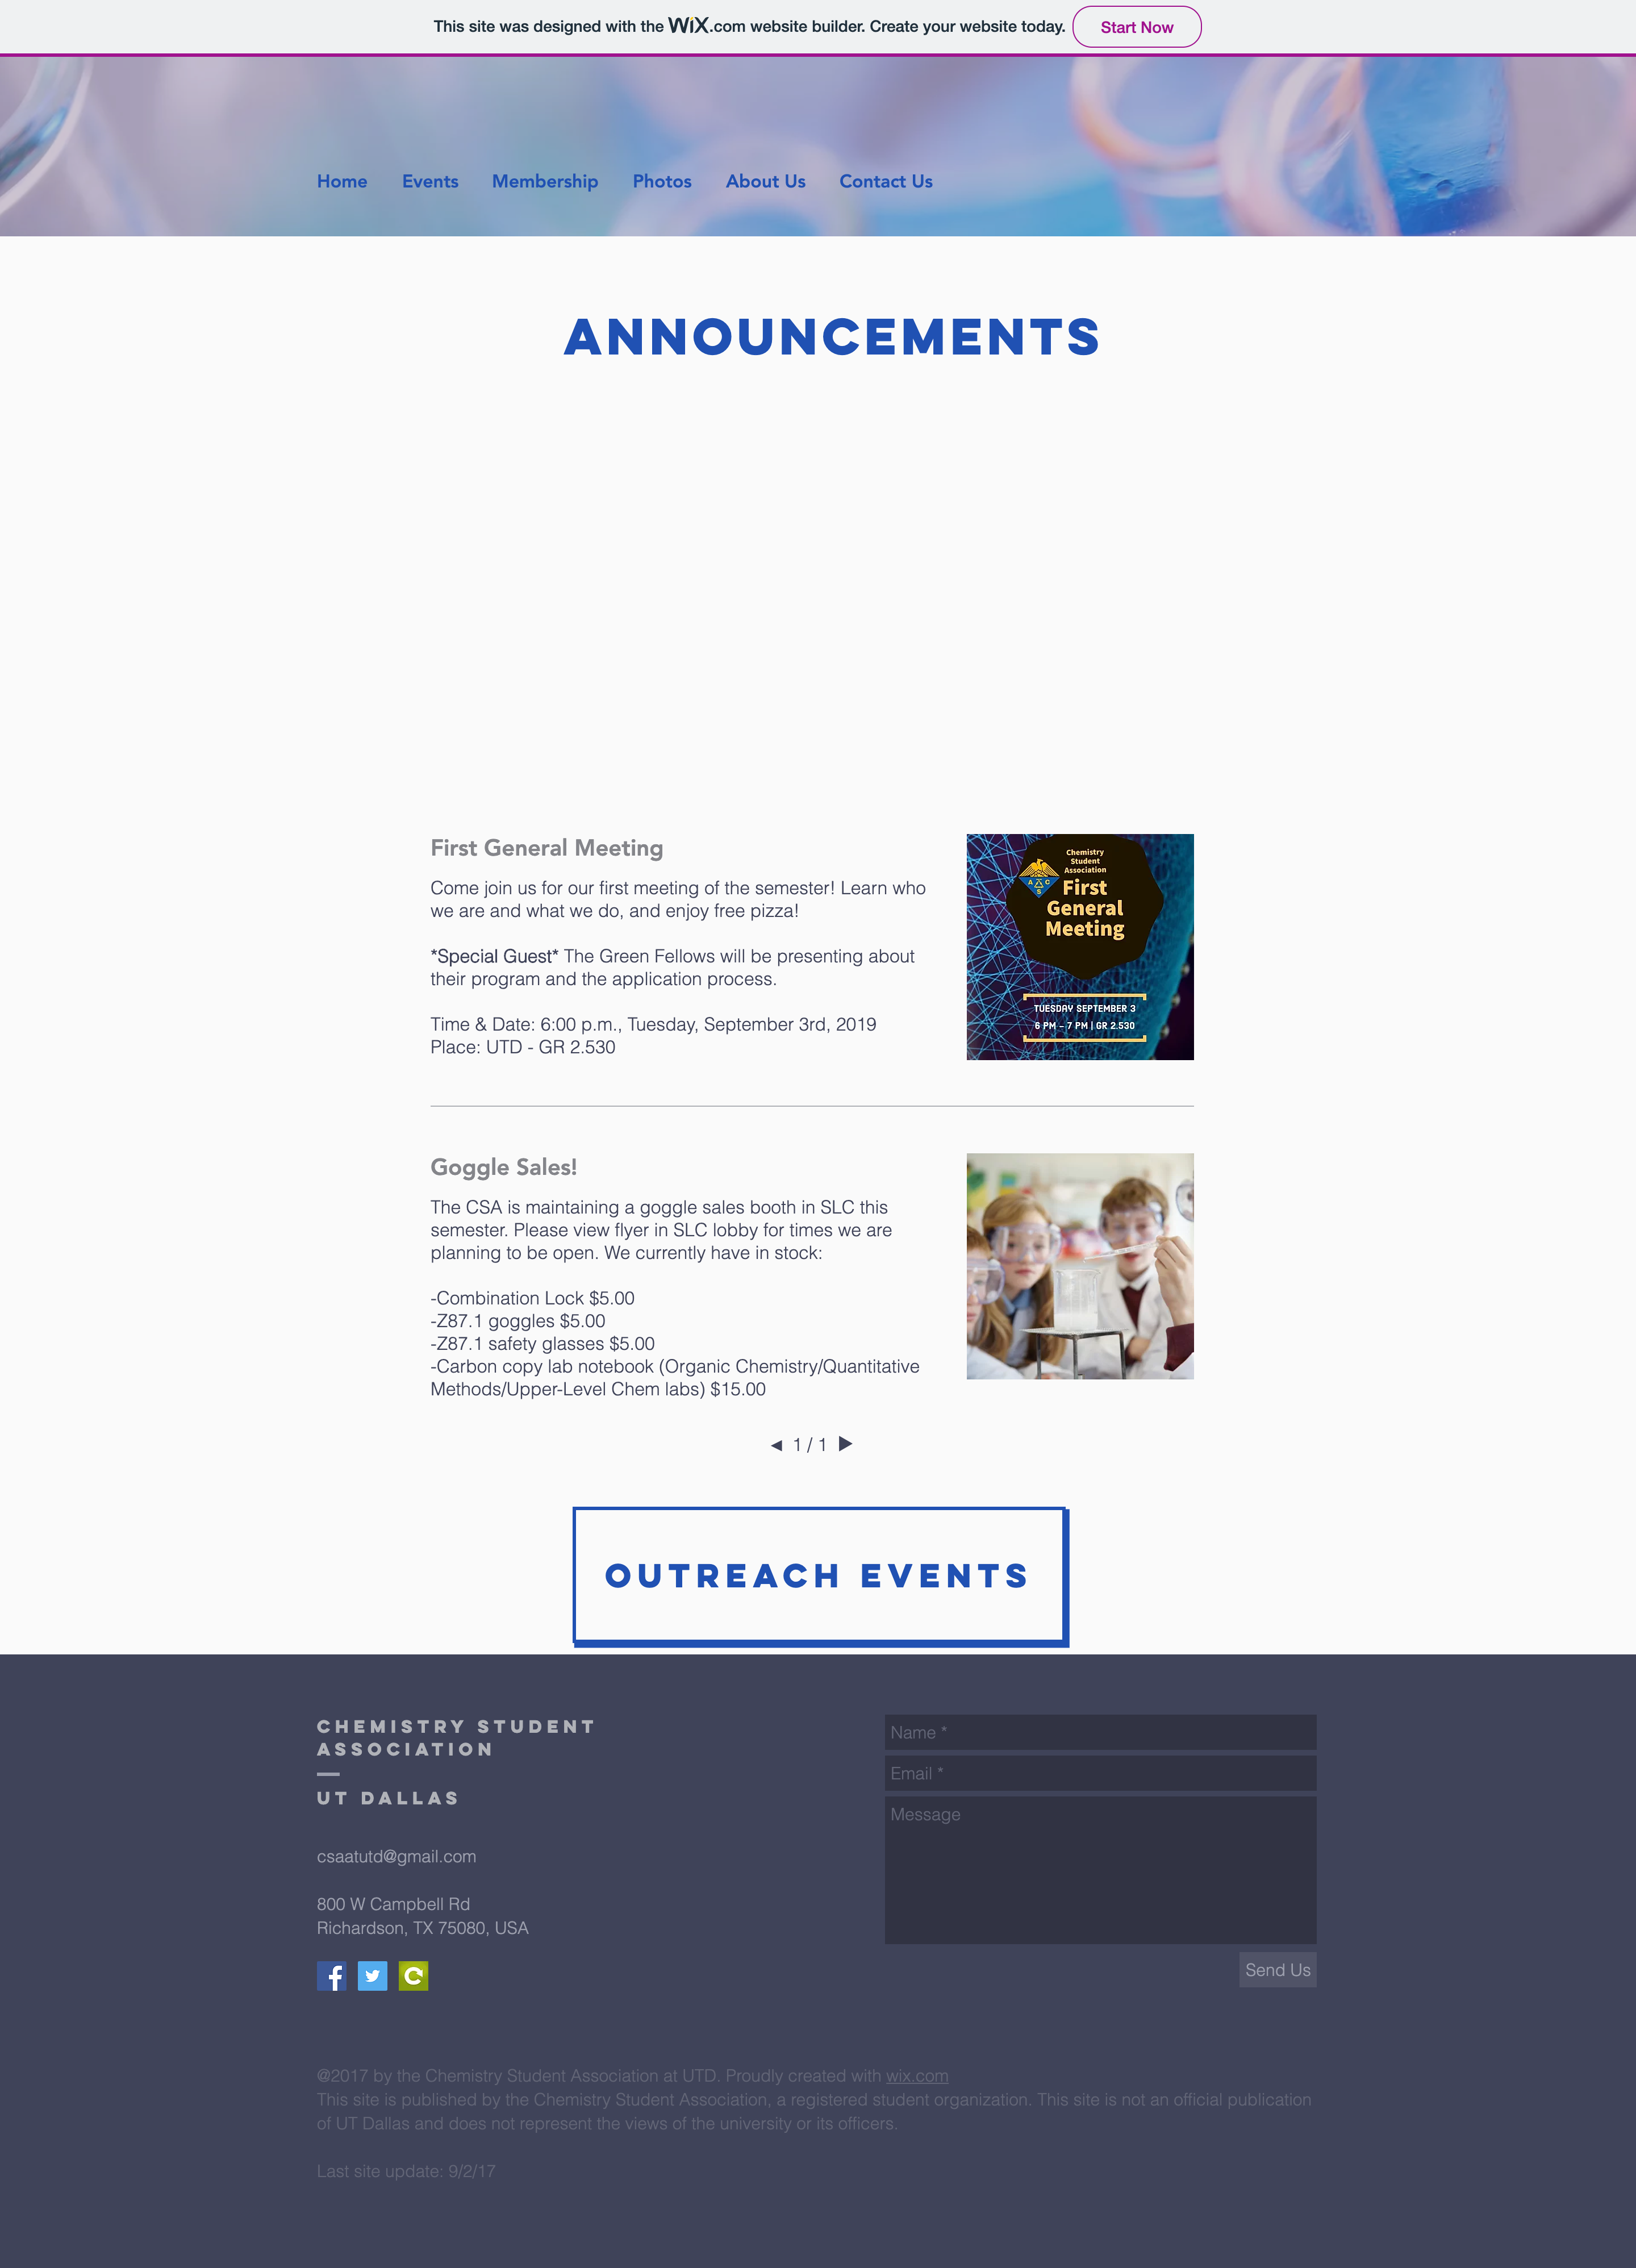 This site was designed with the WiX.com website builder. Create your website today. Start Now
Home Events Membership Photos About Us Contact Us
ANNOUNCEMENTS
First General Meeting
Come join us for our first meeting of the semester! Learn who
we are and what we do, and enjoy free pizza!
*Special Guest* The Green Fellows will be presenting about
their program and the application process.
Time & Date: 6:00 p.m., Tuesday, September 3rd, 2019
Place: UTD - GR 2.530
Chemistry
Student
Association
A C S
First
General
Meeting
TUESDAY SEPTEMBER 3
6 PM – 7 PM | GR 2.530
Goggle Sales!
The CSA is maintaining a goggle sales booth in SLC this
semester. Please view flyer in SLC lobby for times we are
planning to be open. We currently have in stock:
-Combination Lock $5.00
-Z87.1 goggles $5.00
-Z87.1 safety glasses $5.00
-Carbon copy lab notebook (Organic Chemistry/Quantitative
Methods/Upper-Level Chem labs) $15.00
1 / 1
OUTREACH EVENTS
CHEMISTRY STUDENT
ASSOCIATION
UT DALLAS
csaatutd@gmail.com
800 W Campbell Rd
Richardson, TX 75080, USA
Name *
Email *
Message
Send Us
@2017 by the Chemistry Student Association at UTD. Proudly created with wix.com
This site is published by the Chemistry Student Association, a registered student organization. This site is not an official publication
of UT Dallas and does not represent the views of the university or its officers.
Last site update: 9/2/17